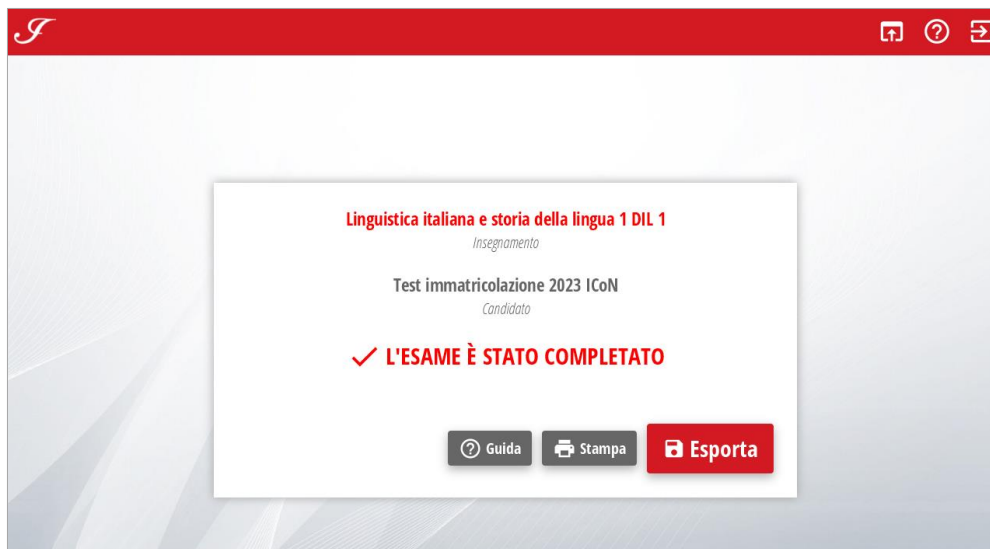 Linguistica italiana e storia della lingua 1 DIL 1
Insegnamento
Test immatricolazione 2023 ICoN
Candidato
L'ESAME È STATO COMPLETATO
Guida Stampa Esporta